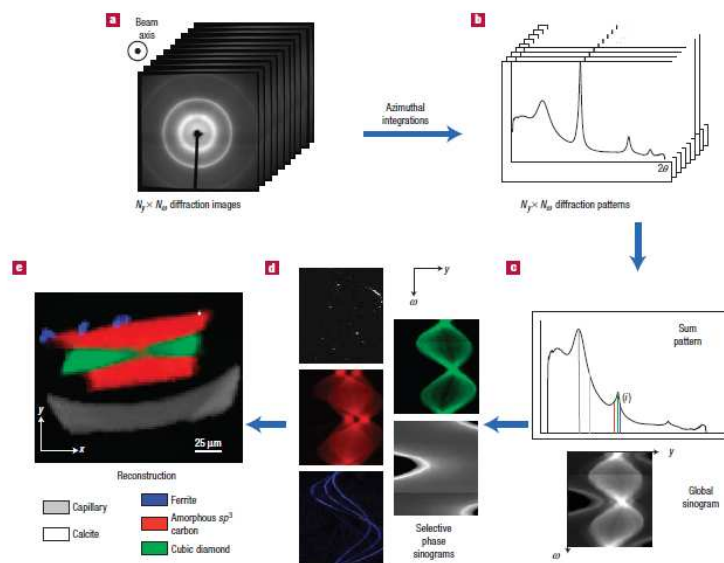 a
Beam
axis
N_y × N_ω diffraction images
Azimuthal
integrations
b
2θ
N_y × N_ω diffraction patterns
e
y
x
25 μm
Reconstruction
Capillary
Calcite
Ferrite
Amorphous sp³
carbon
Cubic diamond
d
y
ω
Selective
phase
sinograms
c
Sum
pattern
(i)
y
Global
sinogram
ω